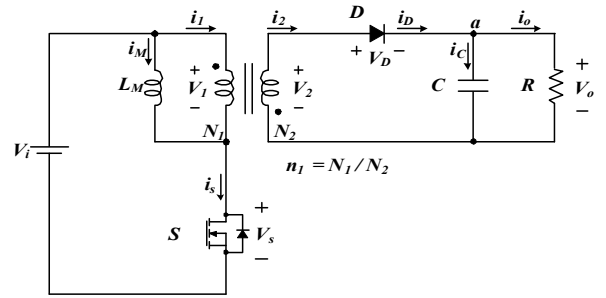 i1 i2 D iD a io
iM iC
+ VD −
LM + V1 − + V2 − C R + Vo −
N1 N2
Vi
n1 = N1 / N2
is
S + Vs −